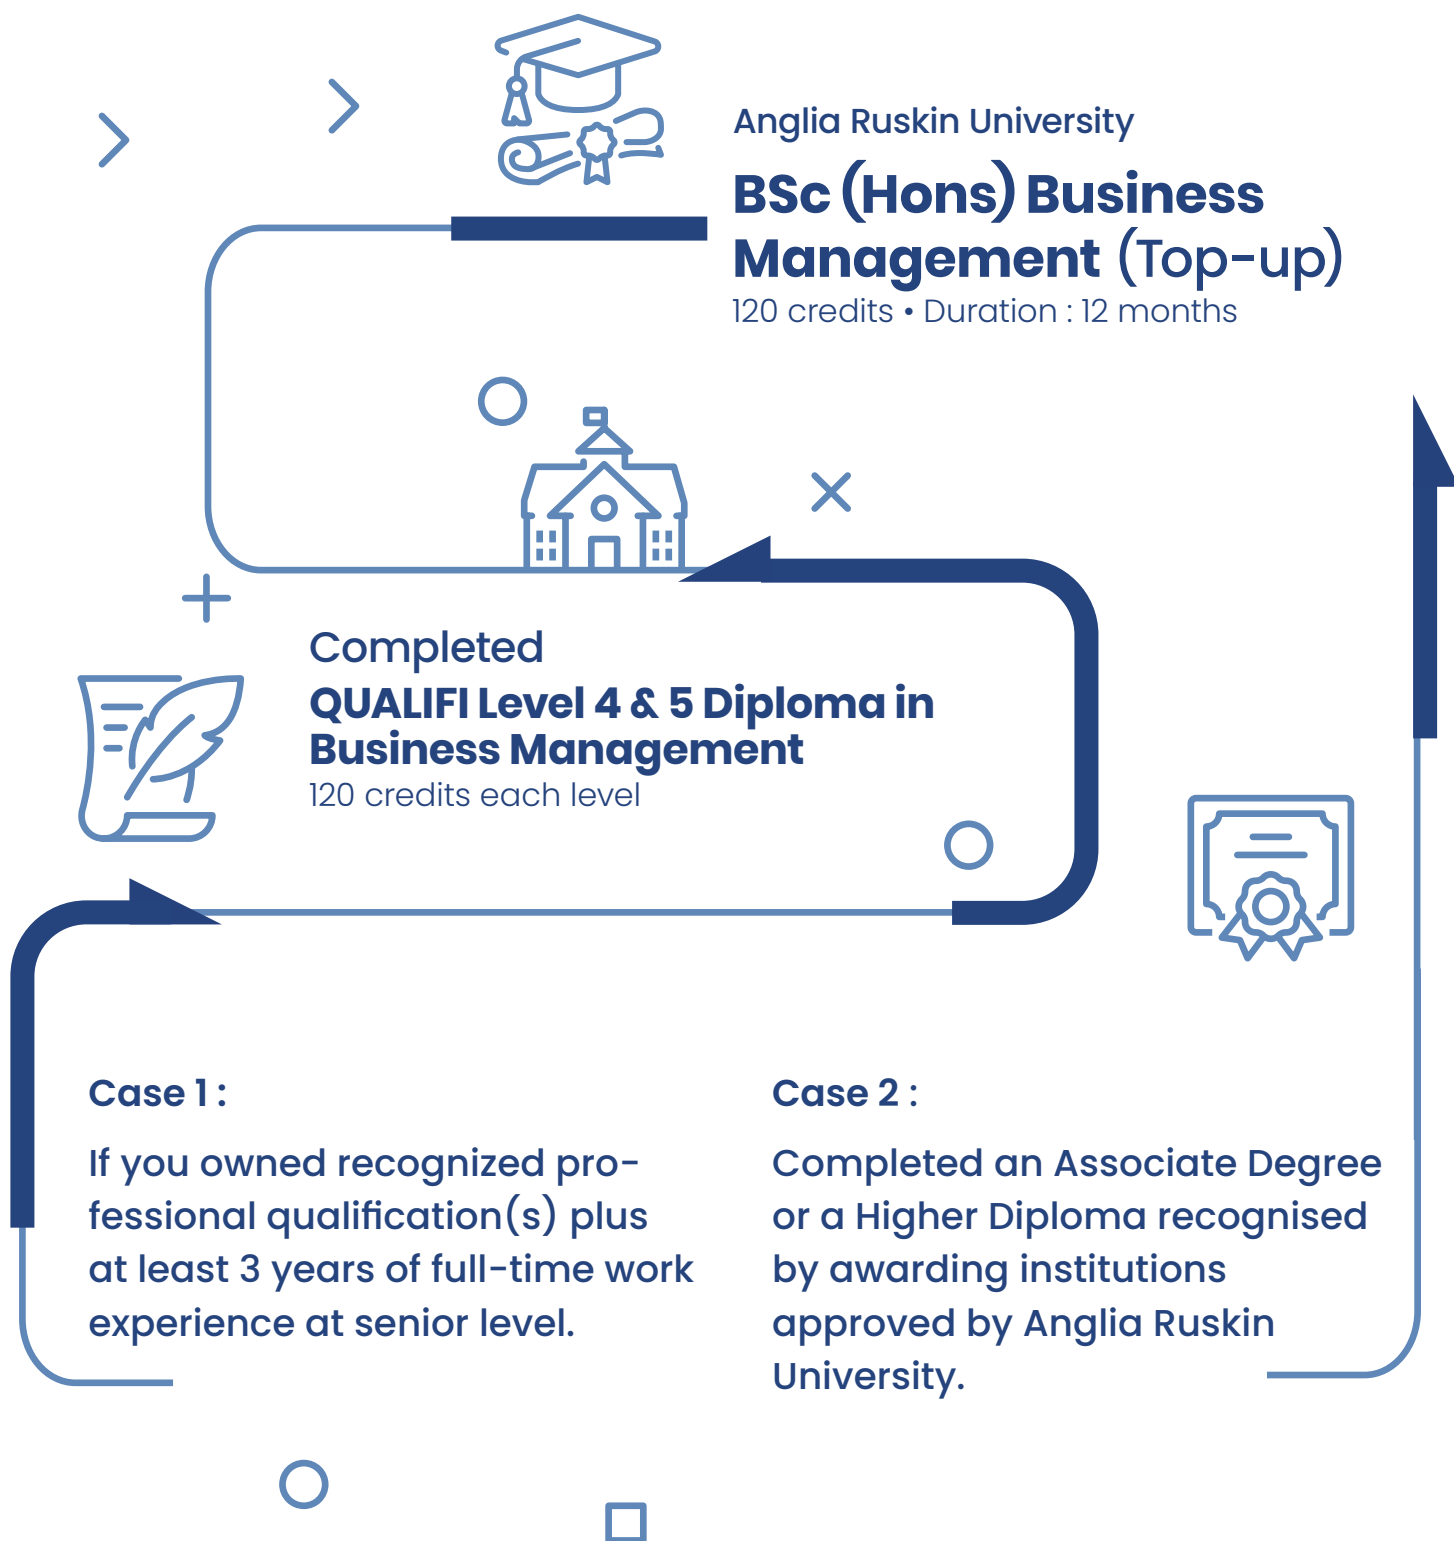 Anglia Ruskin University
BSc (Hons) Business
Management (Top-up)
120 credits • Duration : 12 months
Completed
QUALIFI Level 4 & 5 Diploma in
Business Management
120 credits each level
Case 1 :
If you owned recognized pro-
fessional qualification(s) plus
at least 3 years of full-time work
experience at senior level.
Case 2 :
Completed an Associate Degree
or a Higher Diploma recognised
by awarding institutions
approved by Anglia Ruskin
University.